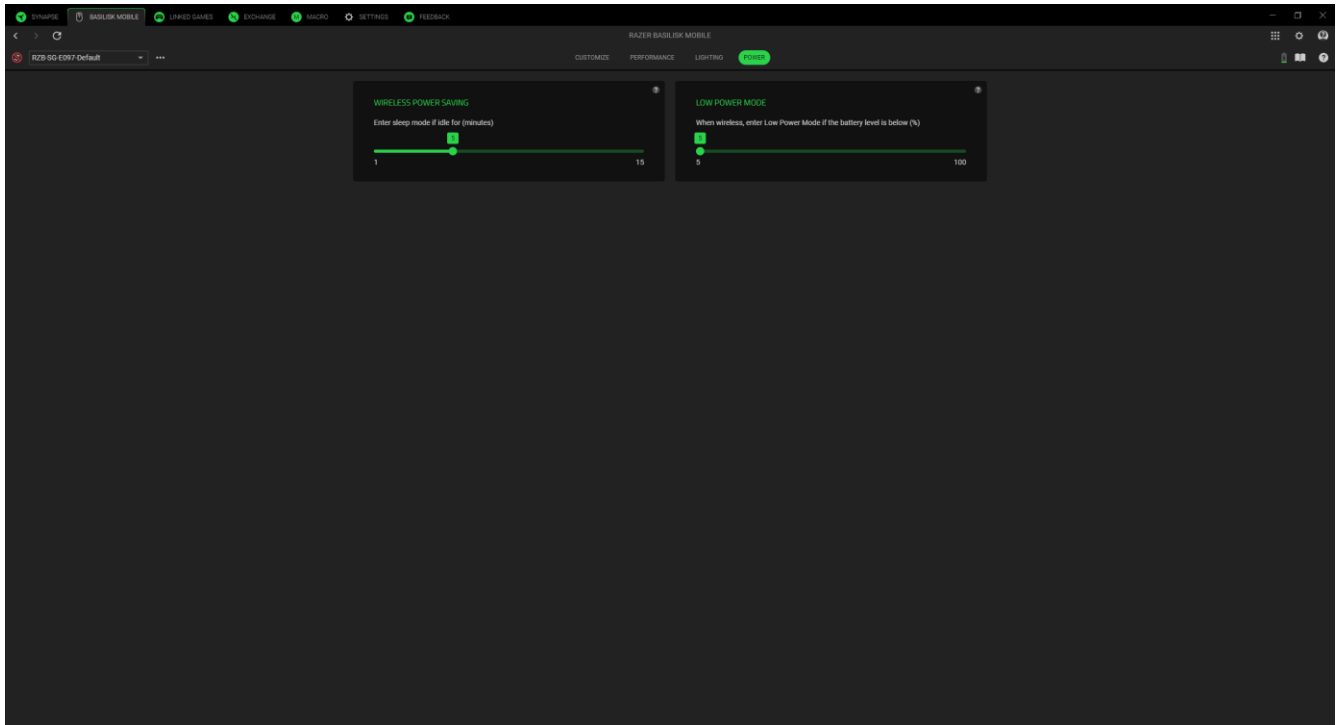 SYNAPSE BASILISK MOBILE LINKED GAMES EXCHANGE MACRO SETTINGS FEEDBACK
RAZER BASILISK MOBILE
RZB-SG-E097-Default CUSTOMIZE PERFORMANCE LIGHTING POWER
WIRELESS POWER SAVING
Enter sleep mode if idle for (minutes)
5
1 15
LOW POWER MODE
When wireless, enter Low Power Mode if the battery level is below (%)
5
5 100